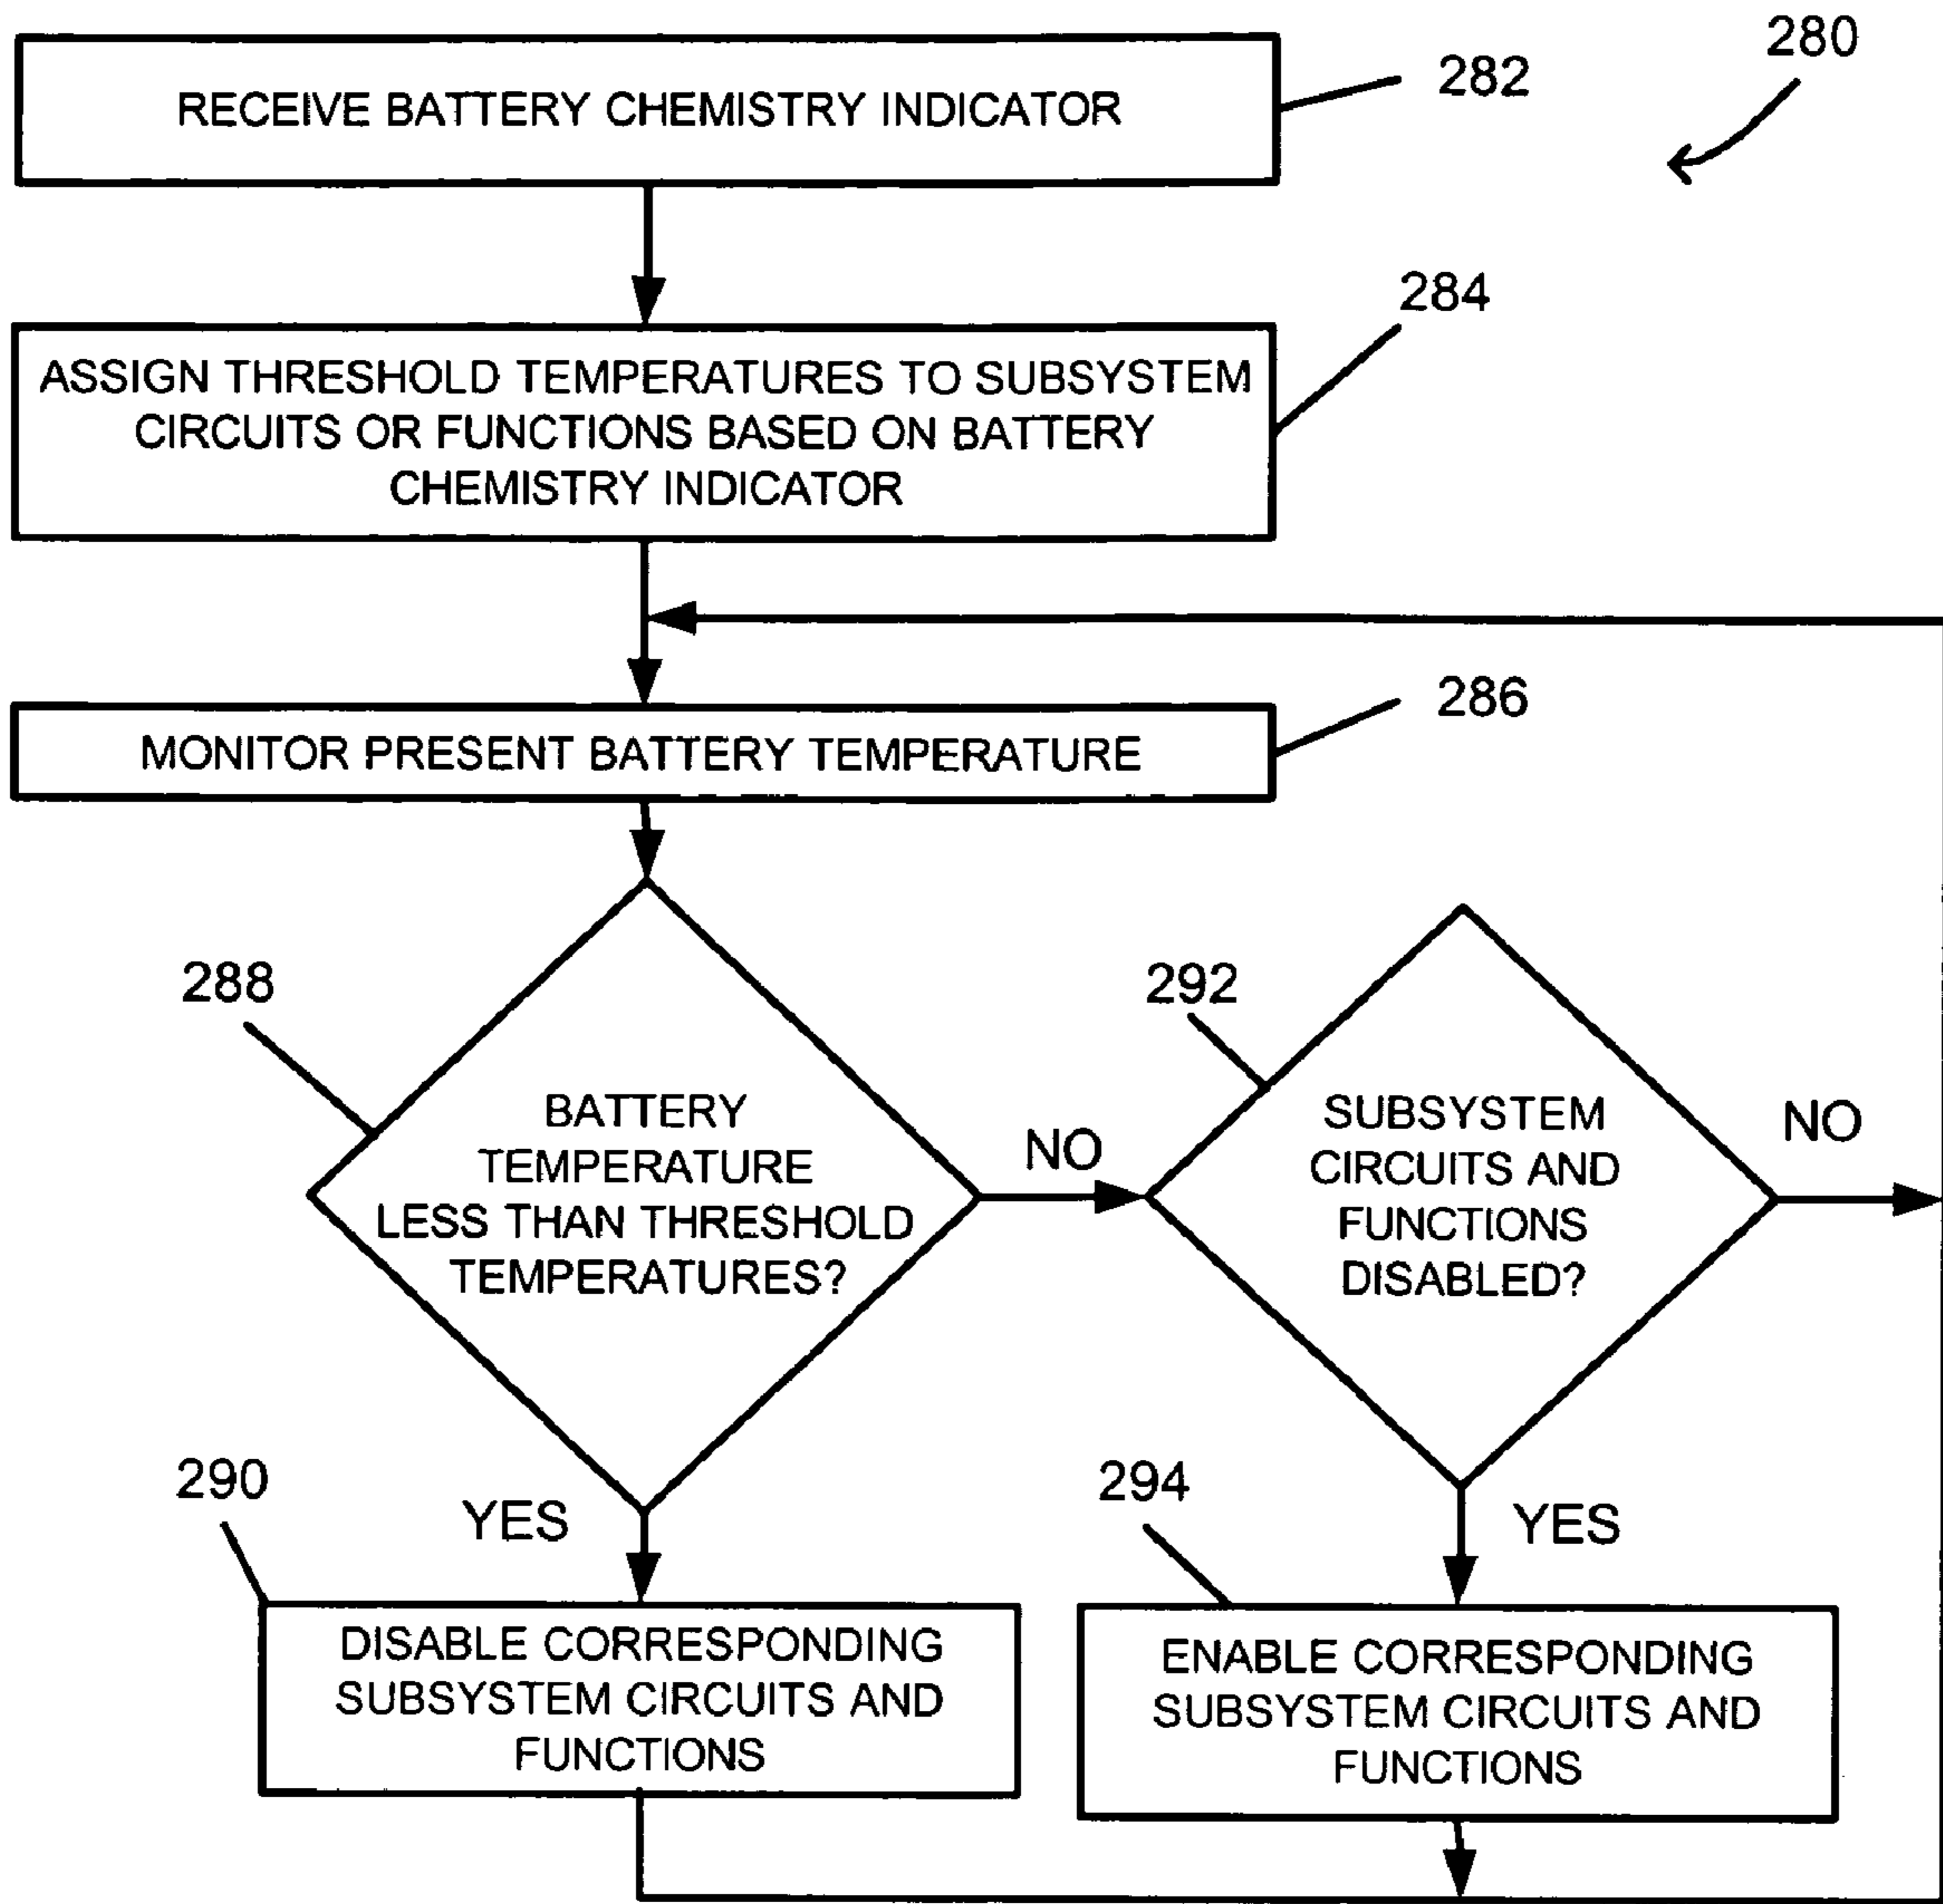 280
RECEIVE BATTERY CHEMISTRY INDICATOR
282
284
ASSIGN THRESHOLD TEMPERATURES TO SUBSYSTEM
CIRCUITS OR FUNCTIONS BASED ON BATTERY
CHEMISTRY INDICATOR
286
MONITOR PRESENT BATTERY TEMPERATURE
288
BATTERY
TEMPERATURE
LESS THAN THRESHOLD
TEMPERATURES?
NO
292
SUBSYSTEM
CIRCUITS AND
FUNCTIONS
DISABLED?
NO
290
YES
DISABLE CORRESPONDING
SUBSYSTEM CIRCUITS AND
FUNCTIONS
294
YES
ENABLE CORRESPONDING
SUBSYSTEM CIRCUITS AND
FUNCTIONS